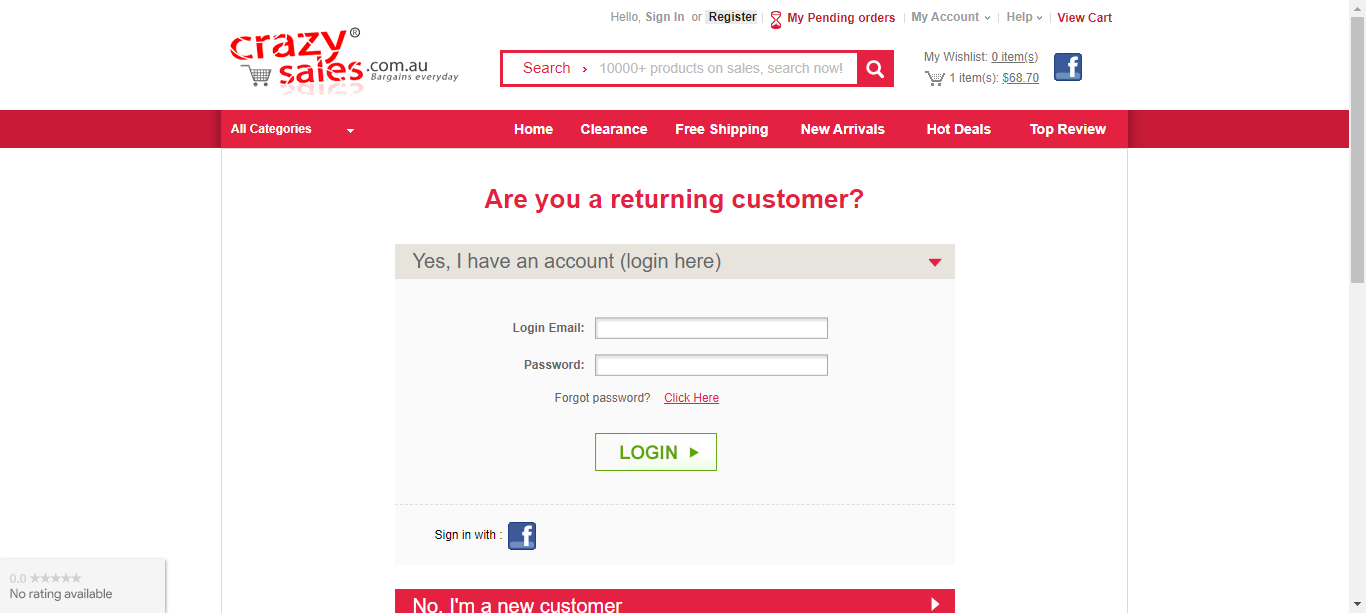 Hello, Sign In or Register My Pending orders My Account Help View Cart
crazy sales® .com.au
Bargains everyday
Search › 10000+ products on sales, search now!
My Wishlist: 0 item(s)
1 item(s): $68.70
All Categories Home Clearance Free Shipping New Arrivals Hot Deals Top Review
Are you a returning customer?
Yes, I have an account (login here)
Login Email:
Password:
Forgot password? Click Here
LOGIN
Sign in with :
0.0 ★★★★★
No rating available
No, I'm a new customer